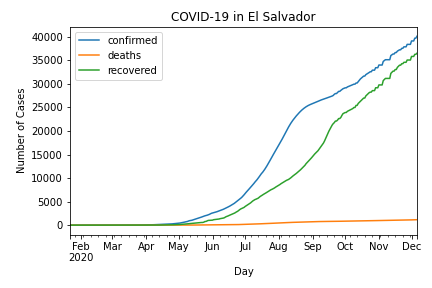 COVID-19 in El Salvador
confirmed
deaths
recovered
Number of Cases
40000
35000
30000
25000
20000
15000
10000
5000
0
Feb Mar Apr May Jun Jul Aug Sep Oct Nov Dec
2020
Day